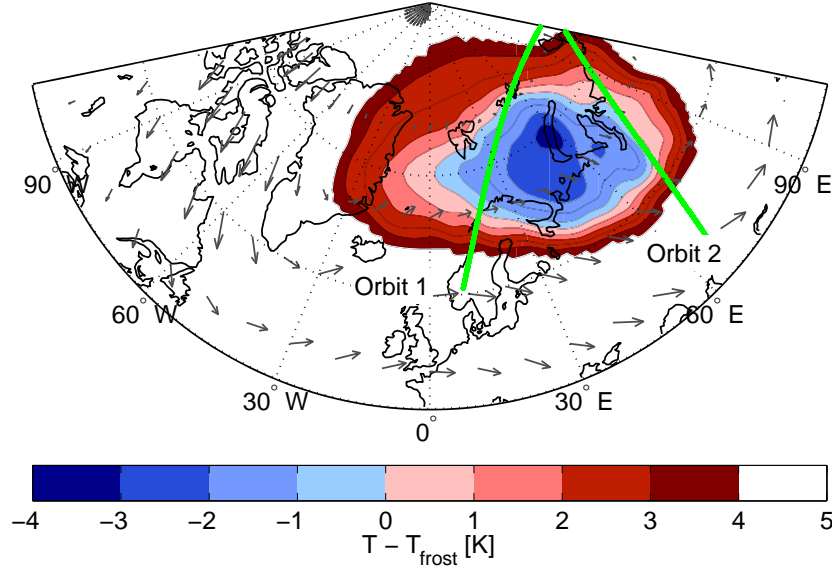 90° W
90° E
Orbit 2
Orbit 1
60° W
60° E
30° W
30° E
0°
−4 −3 −2 −1 0 1 2 3 4 5
T − T_frost [K]